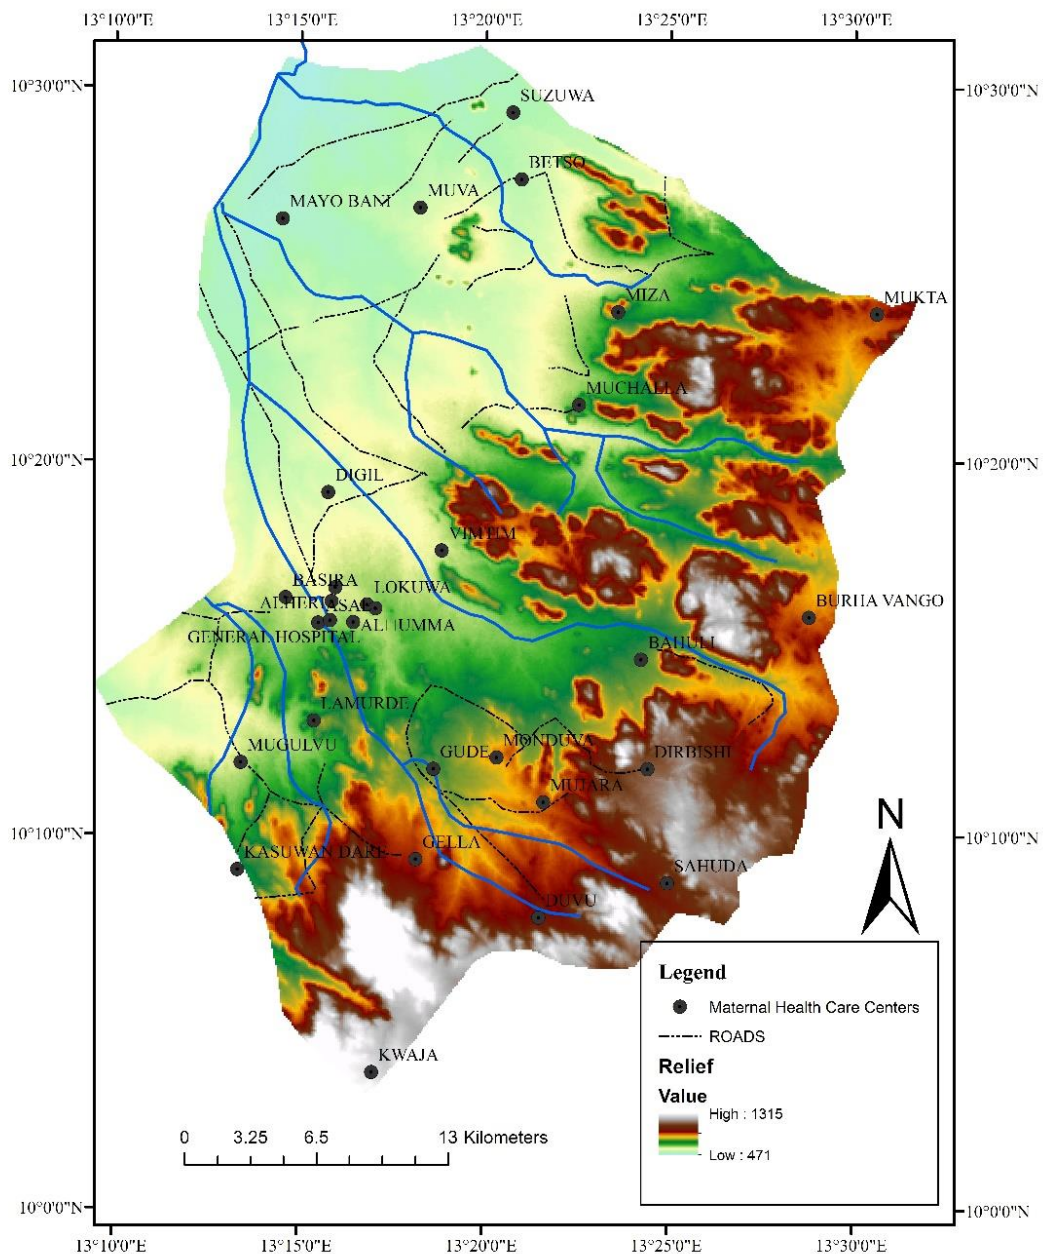 13°10'0"E 13°15'0"E 13°20'0"E 13°25'0"E 13°30'0"E
10°30'0"N 10°30'0"N
SUZUWA
BETSO
MUVA
MAYO BANI
MIZA
MUKTA
MUCHALLA
10°20'0"N 10°20'0"N
DIGIL
VIMTIM
BASIRA
LOKUWA
BURHA VANGO
GENERAL HOSPITAL
BAHULI
LAMURDE
MUGULVU
GUDE
MONDUVA
DIRBISHI
MUJARA
10°10'0"N 10°10'0"N
GELLA
KASUWAN DARE
SAHUDA
DUVU
N
Legend
Maternal Health Care Centers
ROADS
Relief
Value
High : 1315
Low : 471
KWAJA
0 3.25 6.5 13 Kilometers
10°0'0"N 10°0'0"N
13°10'0"E 13°15'0"E 13°20'0"E 13°25'0"E 13°30'0"E